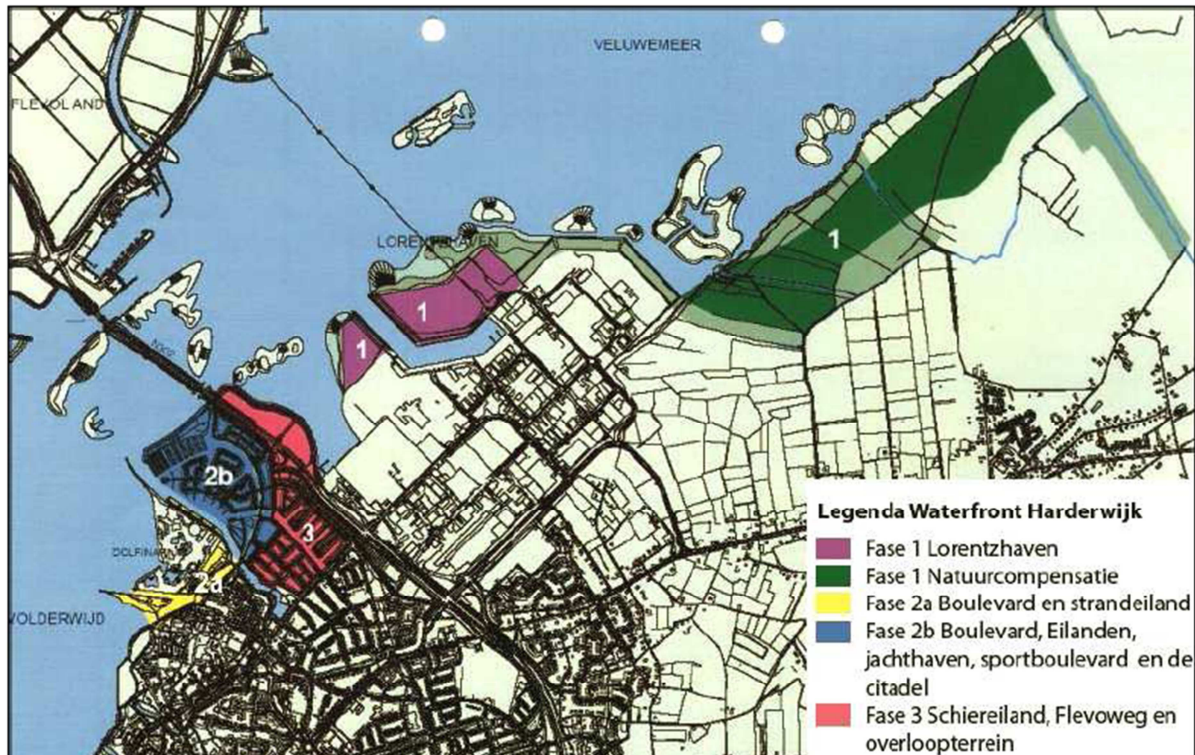 VELUWEMEER
FLEVOLAND
LORENTZHAVEN
1
1
1
2b
3
DOLFINARIUM
2a
WOLDERWIJD
Legenda Waterfront Harderwijk
Fase 1 Lorentzhaven
Fase 1 Natuurcompensatie
Fase 2a Boulevard en strandeiland
Fase 2b Boulevard, Eilanden,
jachthaven, sportboulevard en de
citadel
Fase 3 Schiereiland, Flevoweg en
overloopterrein